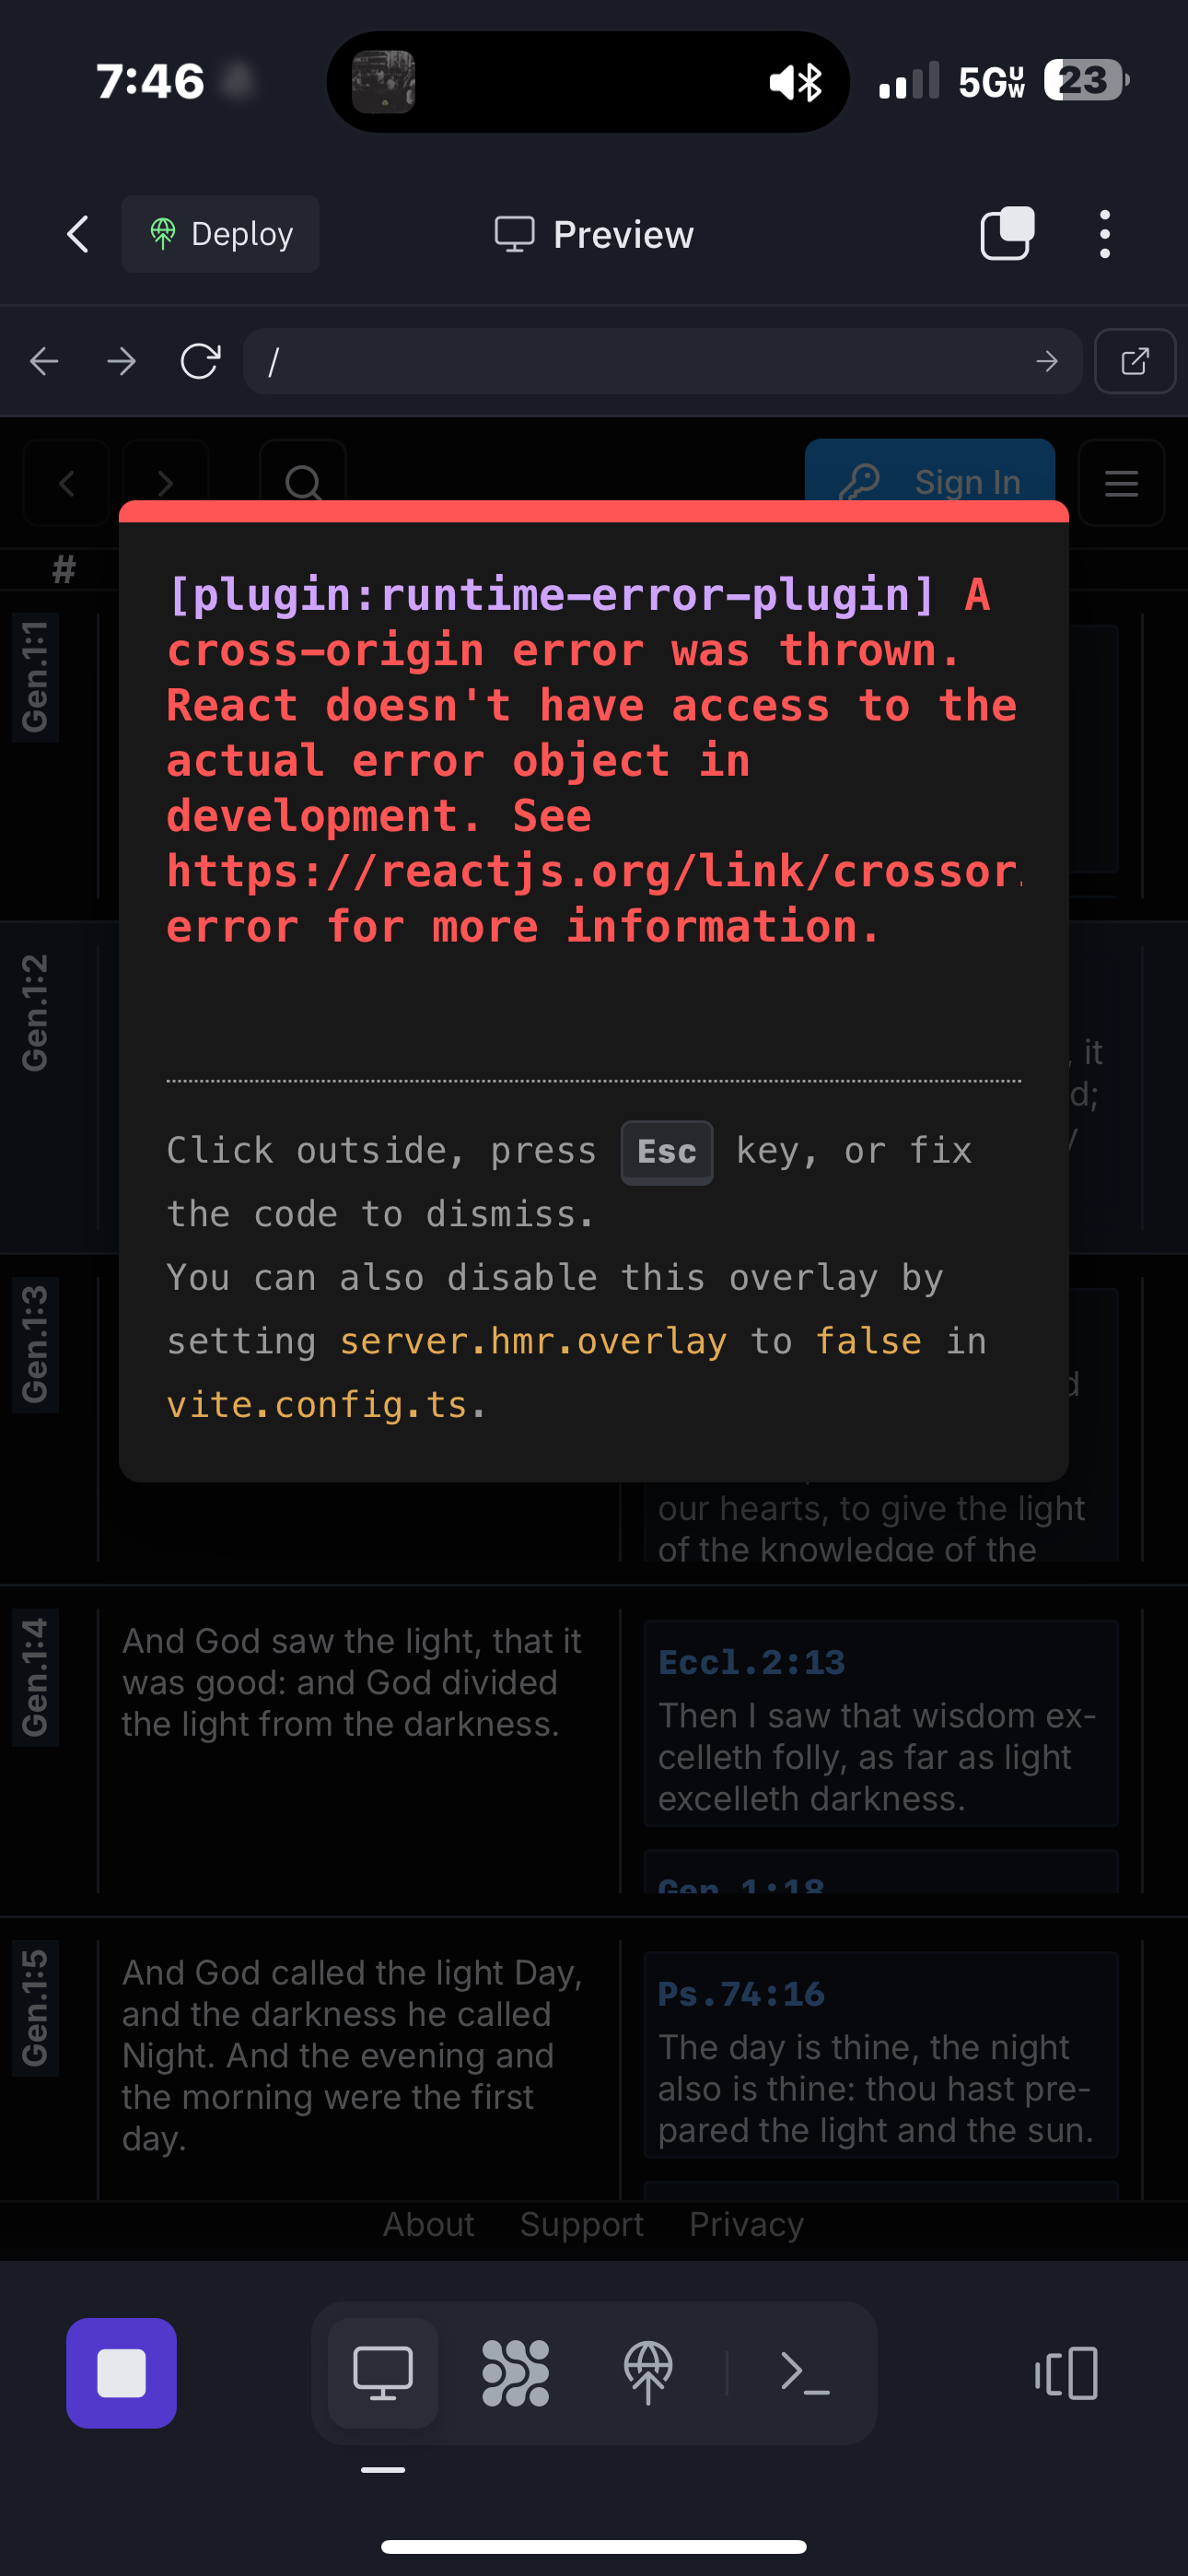 7:46
5G UW
23
Deploy
Preview
/
Sign In
#
Gen.1:1
[plugin:runtime-error-plugin] A
cross-origin error was thrown.
React doesn't have access to the
actual error object in
development. See
https://reactjs.org/link/crossor
error for more information.
Gen.1:2
, it
d;
Click outside, press Esc key, or fix
the code to dismiss.
You can also disable this overlay by
setting server.hmr.overlay to false in
vite.config.ts.
Gen.1:3
d
our hearts, to give the light
of the knowledge of the
Gen.1:4
And God saw the light, that it
was good: and God divided
the light from the darkness.
Eccl.2:13
Then I saw that wisdom ex-
celleth folly, as far as light
excelleth darkness.
Gen.1:18
Gen.1:5
And God called the light Day,
and the darkness he called
Night. And the evening and
the morning were the first
day.
Ps.74:16
The day is thine, the night
also is thine: thou hast pre-
pared the light and the sun.
About Support Privacy